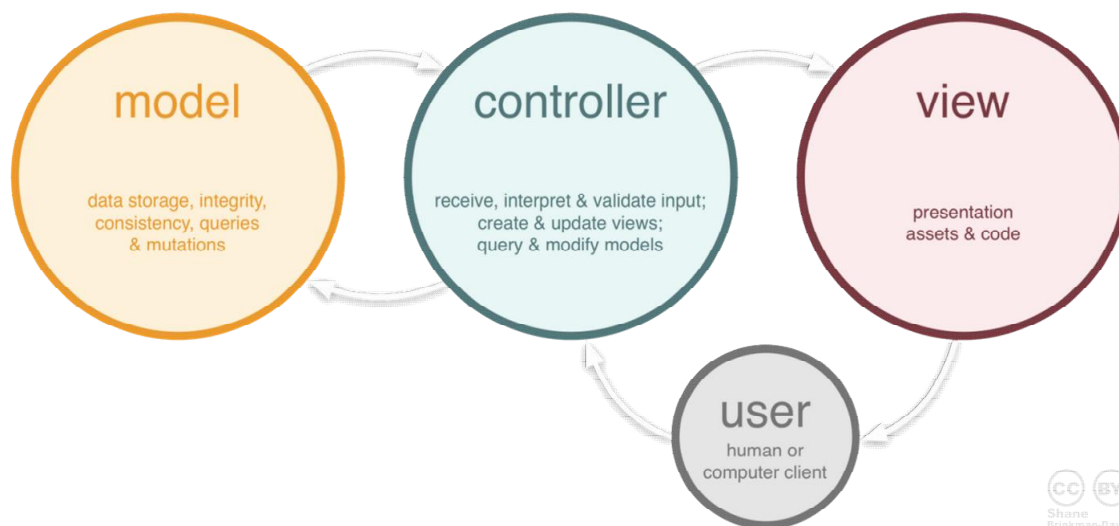 model
data storage, integrity,
consistency, queries
& mutations
controller
receive, interpret & validate input;
create & update views;
query & modify models
view
presentation
assets & code
user
human or
computer client
CC BY
Shane